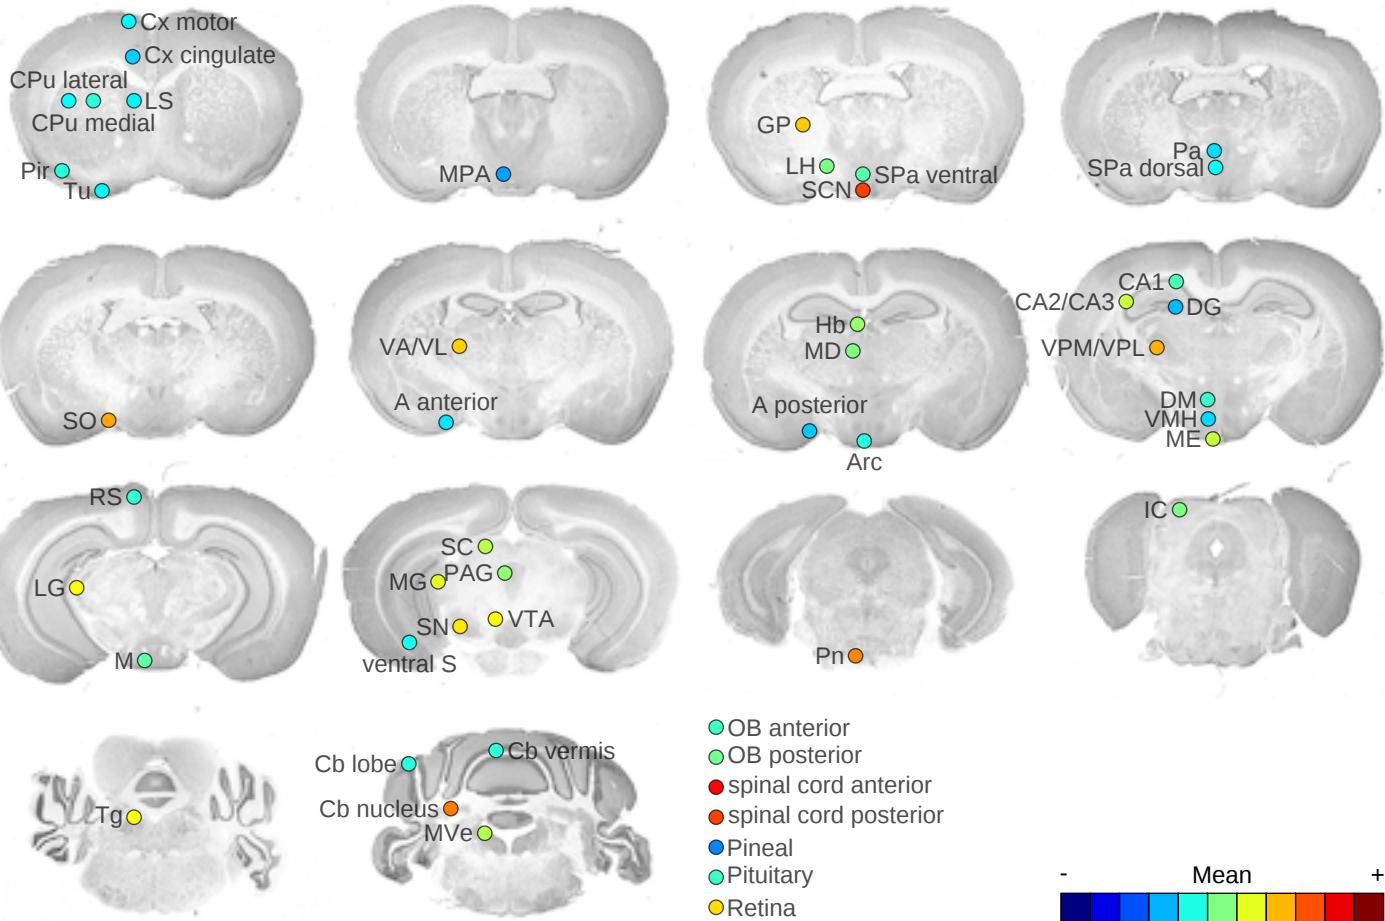 Cx motor
Cx cingulate
CPu lateral
LS
CPu medial
Pir
Tu
MPA
GP
LH
SPa ventral
SCN
Pa
SPa dorsal
SO
VA/VL
A anterior
Hb
MD
A posterior
Arc
CA1
CA2/CA3
DG
VPM/VPL
DM
VMH
ME
RS
LG
M
SC
PAG
MG
SN
VTA
ventral S
Pn
IC
Tg
Cb lobe
Cb vermis
Cb nucleus
MVe
OB anterior
OB posterior
spinal cord anterior
spinal cord posterior
Pineal
Pituitary
Retina
- Mean +